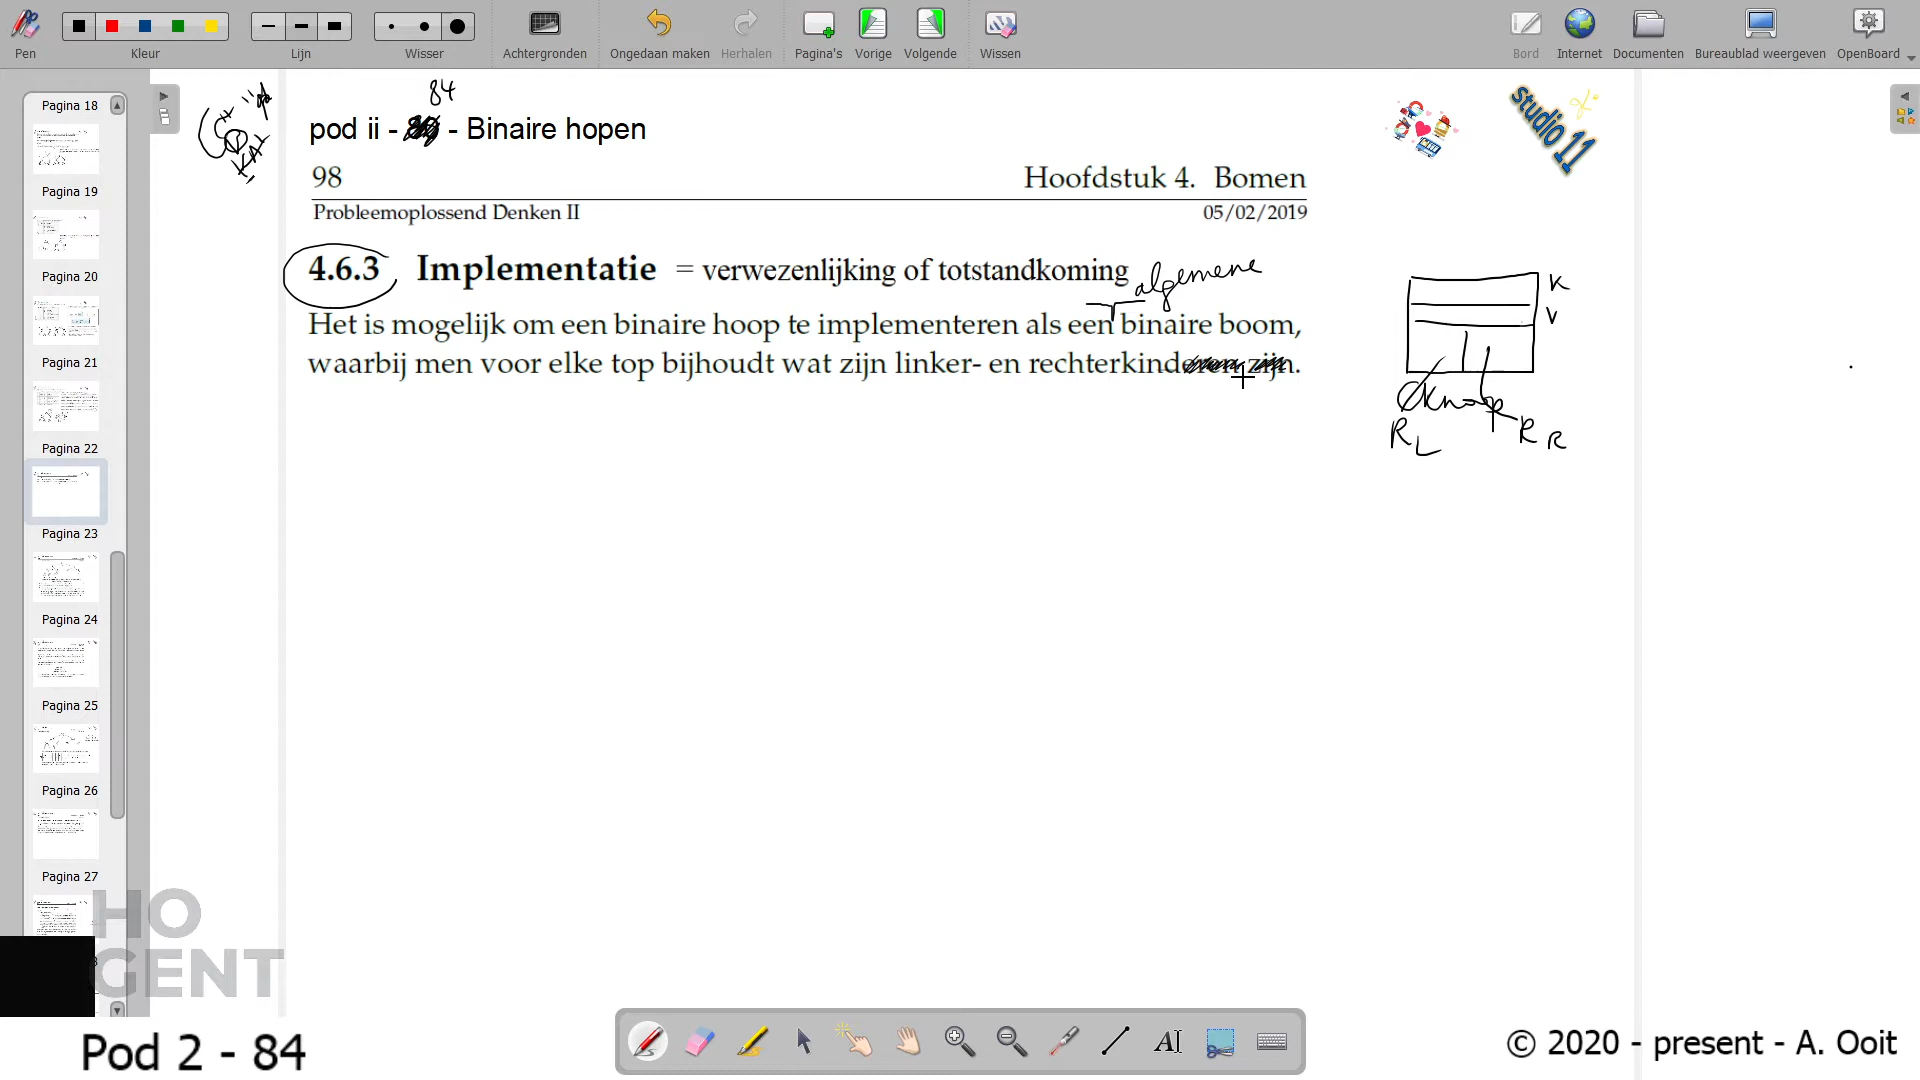 Pen Kleur Lijn Wisser Achtergronden Ongedaan maken Herhalen Pagina's Vorige Volgende Wissen Bord Internet Documenten Bureaublad weergeven OpenBoard
Pagina 18
Pagina 19
Pagina 20
Pagina 21
Pagina 22
Pagina 23
Pagina 24
Pagina 25
Pagina 26
Pagina 27
84
pod ii - - Binaire hopen
studio 11
98 Hoofdstuk 4. Bomen
Probleemoplossend Denken II 05/02/2019
4.6.3 Implementatie = verwezenlijking of totstandkoming
algemene
Het is mogelijk om een binaire hoop te implementeren als een binaire boom,
waarbij men voor elke top bijhoudt wat zijn linker- en rechterkinderen zijn.
K
V
knoop
R L R R
HO
GENT
Pod 2 - 84
© 2020 - present - A. Ooit